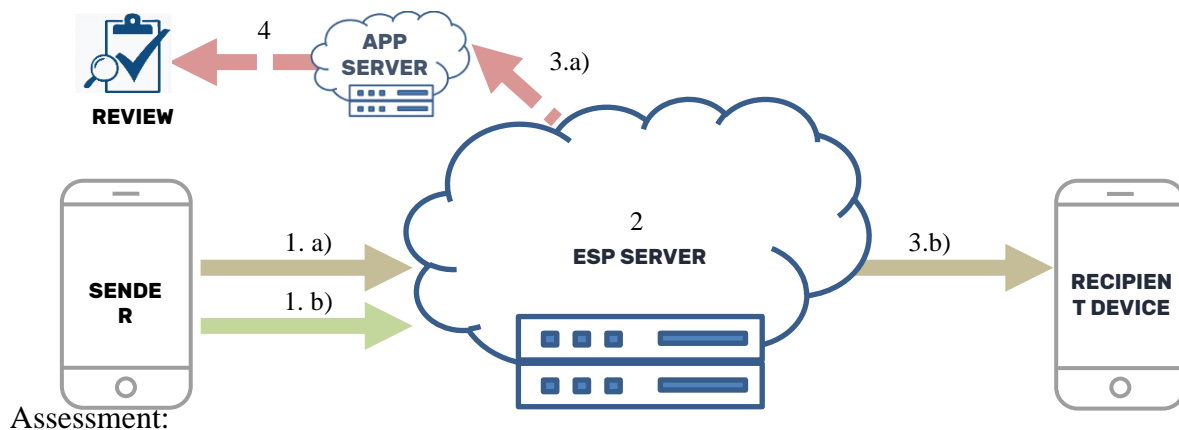 4
APP
SERVER
3.a)
REVIEW
2
ESP SERVER
1. a)
3.b)
SENDE
R
1. b)
RECIPIEN
T DEVICE
Assessment: